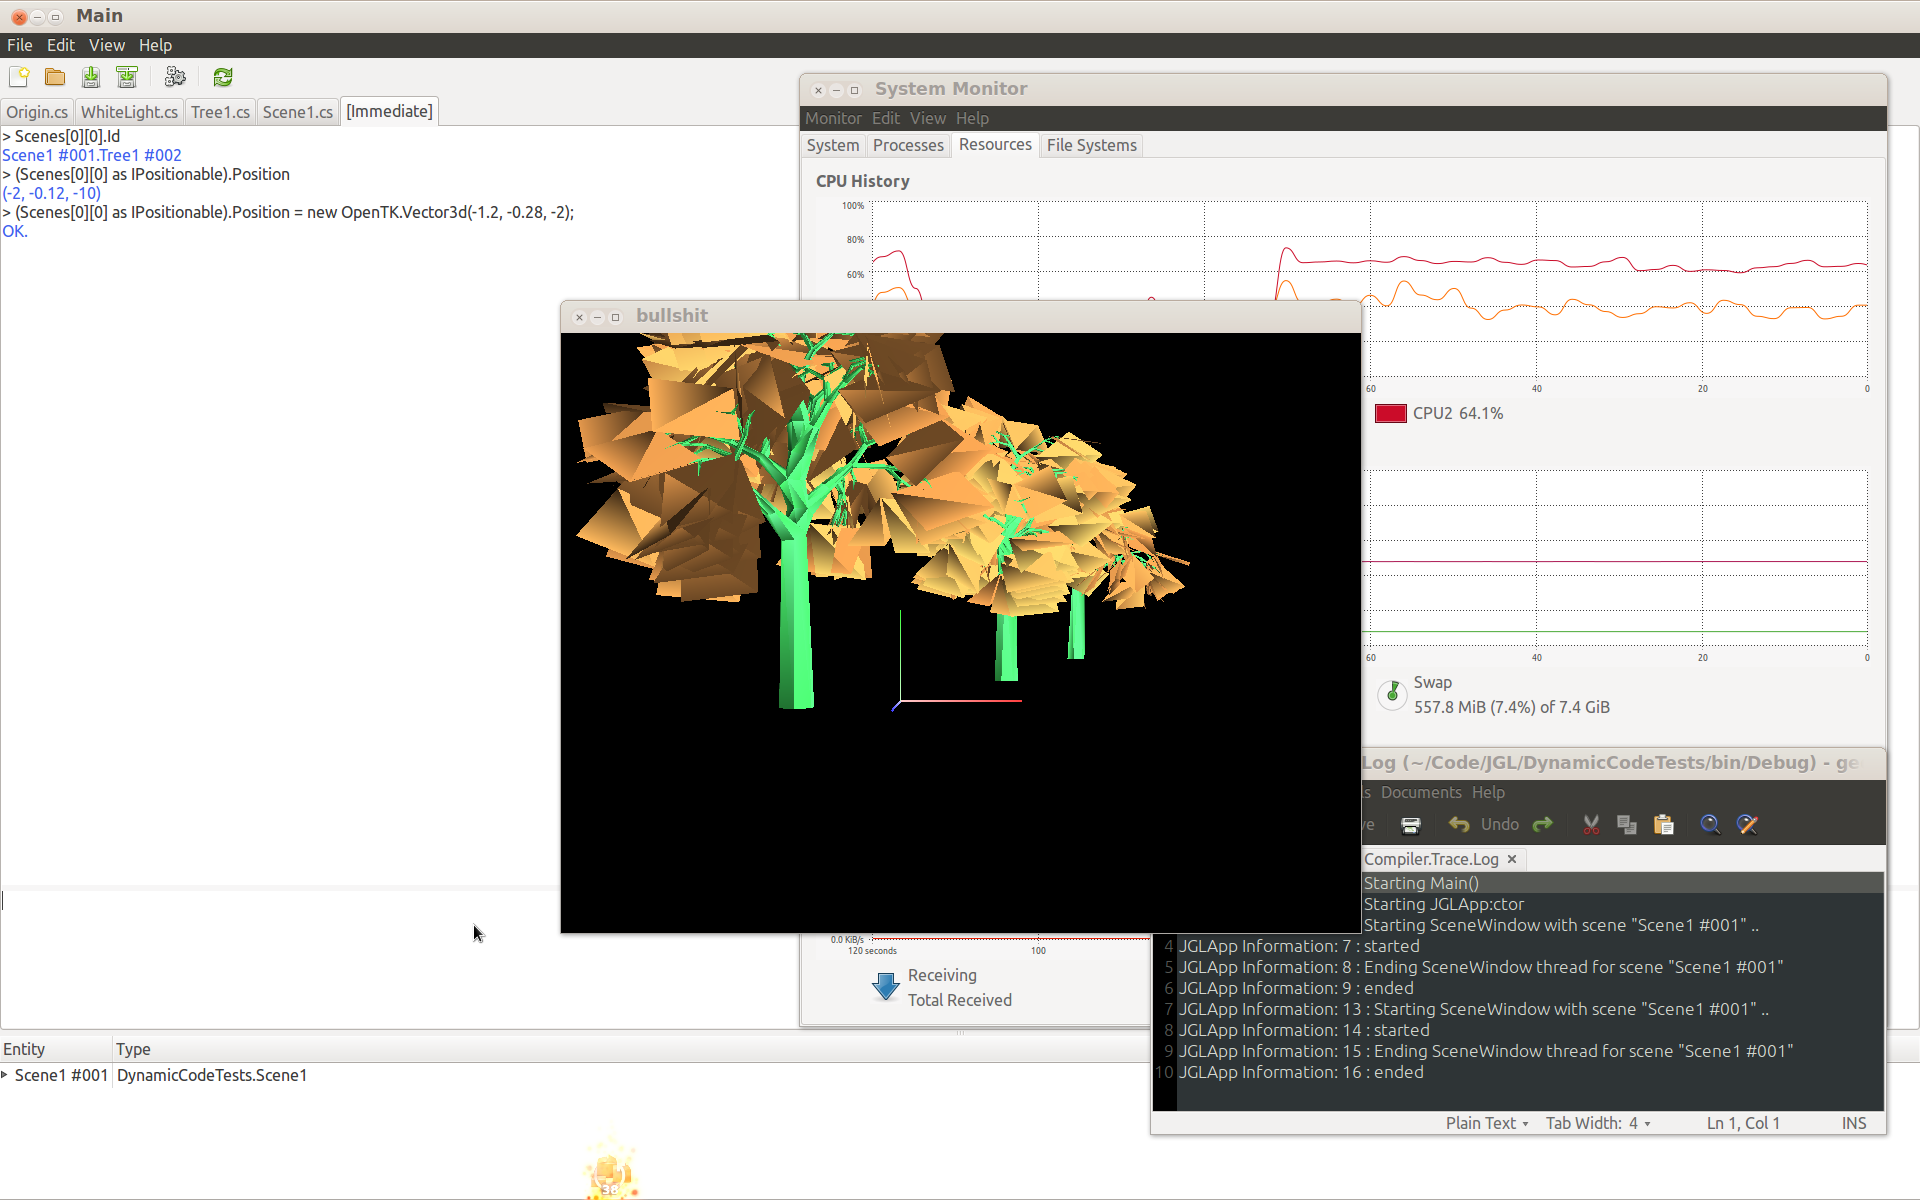 Main
File Edit View Help
Origin.cs WhiteLight.cs Tree1.cs Scene1.cs [Immediate]
> Scenes[0][0].Id
Scene1 #001.Tree1 #002
> (Scenes[0][0] as IPositionable).Position
(-2, -0.12, -10)
> (Scenes[0][0] as IPositionable).Position = new OpenTK.Vector3d(-1.2, -0.28, -2);
OK.
System Monitor
Monitor Edit View Help
System Processes Resources File Systems
CPU History
100%
80%
60%
60 40 20 0
CPU2 64.1%
60 40 20 0
Swap
557.8 MiB (7.4%) of 7.4 GiB
bullshit
0.0 KiB/s
120 seconds 100
Receiving
Total Received
Log (~/Code/JGL/DynamicCodeTests/bin/Debug) - ge
s Documents Help
ve Undo
Compiler.Trace.Log
Starting Main()
Starting JGLApp:ctor
Starting SceneWindow with scene "Scene1 #001" ..
4 JGLApp Information: 7 : started
5 JGLApp Information: 8 : Ending SceneWindow thread for scene "Scene1 #001"
6 JGLApp Information: 9 : ended
7 JGLApp Information: 13 : Starting SceneWindow with scene "Scene1 #001" ..
8 JGLApp Information: 14 : started
9 JGLApp Information: 15 : Ending SceneWindow thread for scene "Scene1 #001"
10 JGLApp Information: 16 : ended
Plain Text Tab Width: 4 Ln 1, Col 1 INS
Entity Type
Scene1 #001 DynamicCodeTests.Scene1
38